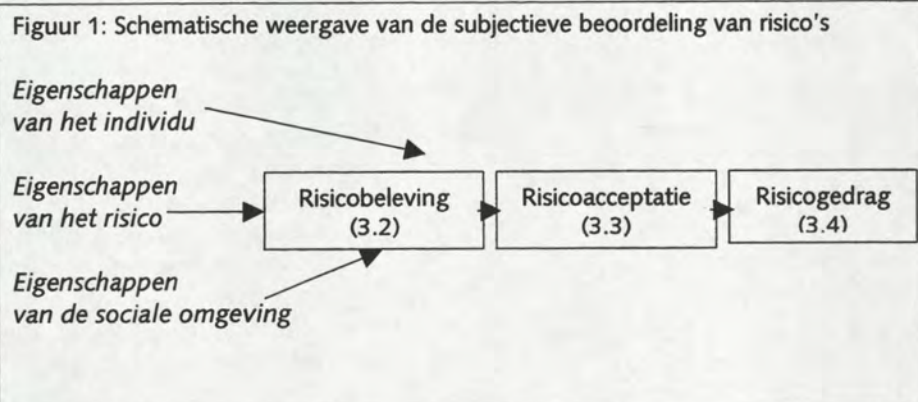 Figuur 1: Schematische weergave van de subjectieve beoordeling van risico's
Eigenschappen
van het individu
Eigenschappen
van het risico
Risicobeleving
(3.2)
Risicoacceptatie
(3.3)
Risicogedrag
(3.4)
Eigenschappen
van de sociale omgeving